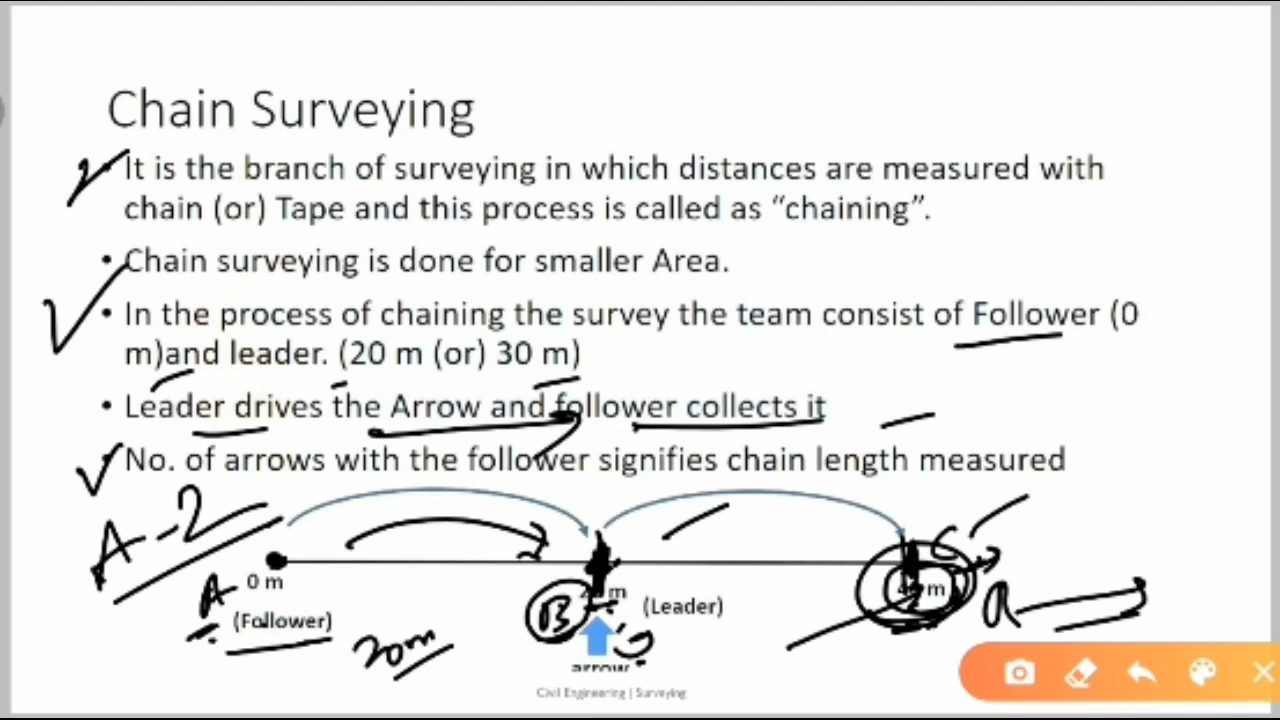 Chain Surveying
It is the branch of surveying in which distances are measured with
chain (or) Tape and this process is called as “chaining”.
• Chain surveying is done for smaller Area.
• In the process of chaining the survey the team consist of Follower (0
m)and leader. (20 m (or) 30 m)
• Leader drives the Arrow and follower collects it
No. of arrows with the follower signifies chain length measured
A-2
C
A 0 m
m
m
(Follower)
B
(Leader)
20m
arrow
Civil Engineering | Surveying